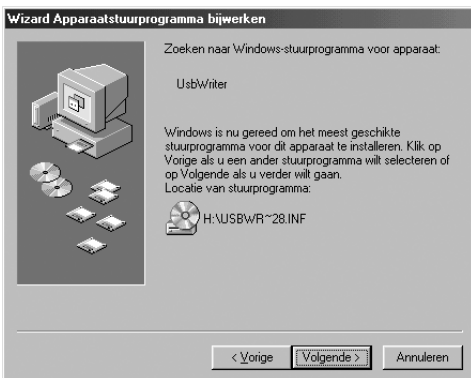 Wizard Apparaatstuurprogramma bijwerken
Zoeken naar Windows-stuurprogramma voor apparaat:
UsbWriter
Windows is nu gereed om het meest geschikte
stuurprogramma voor dit apparaat te installeren. Klik op
Vorige als u een ander stuurprogramma wilt selecteren of
op Volgende als u verder wilt gaan.
Locatie van stuurprogramma:
H:\USBWR~28.INF
< Vorige
Volgende >
Annuleren